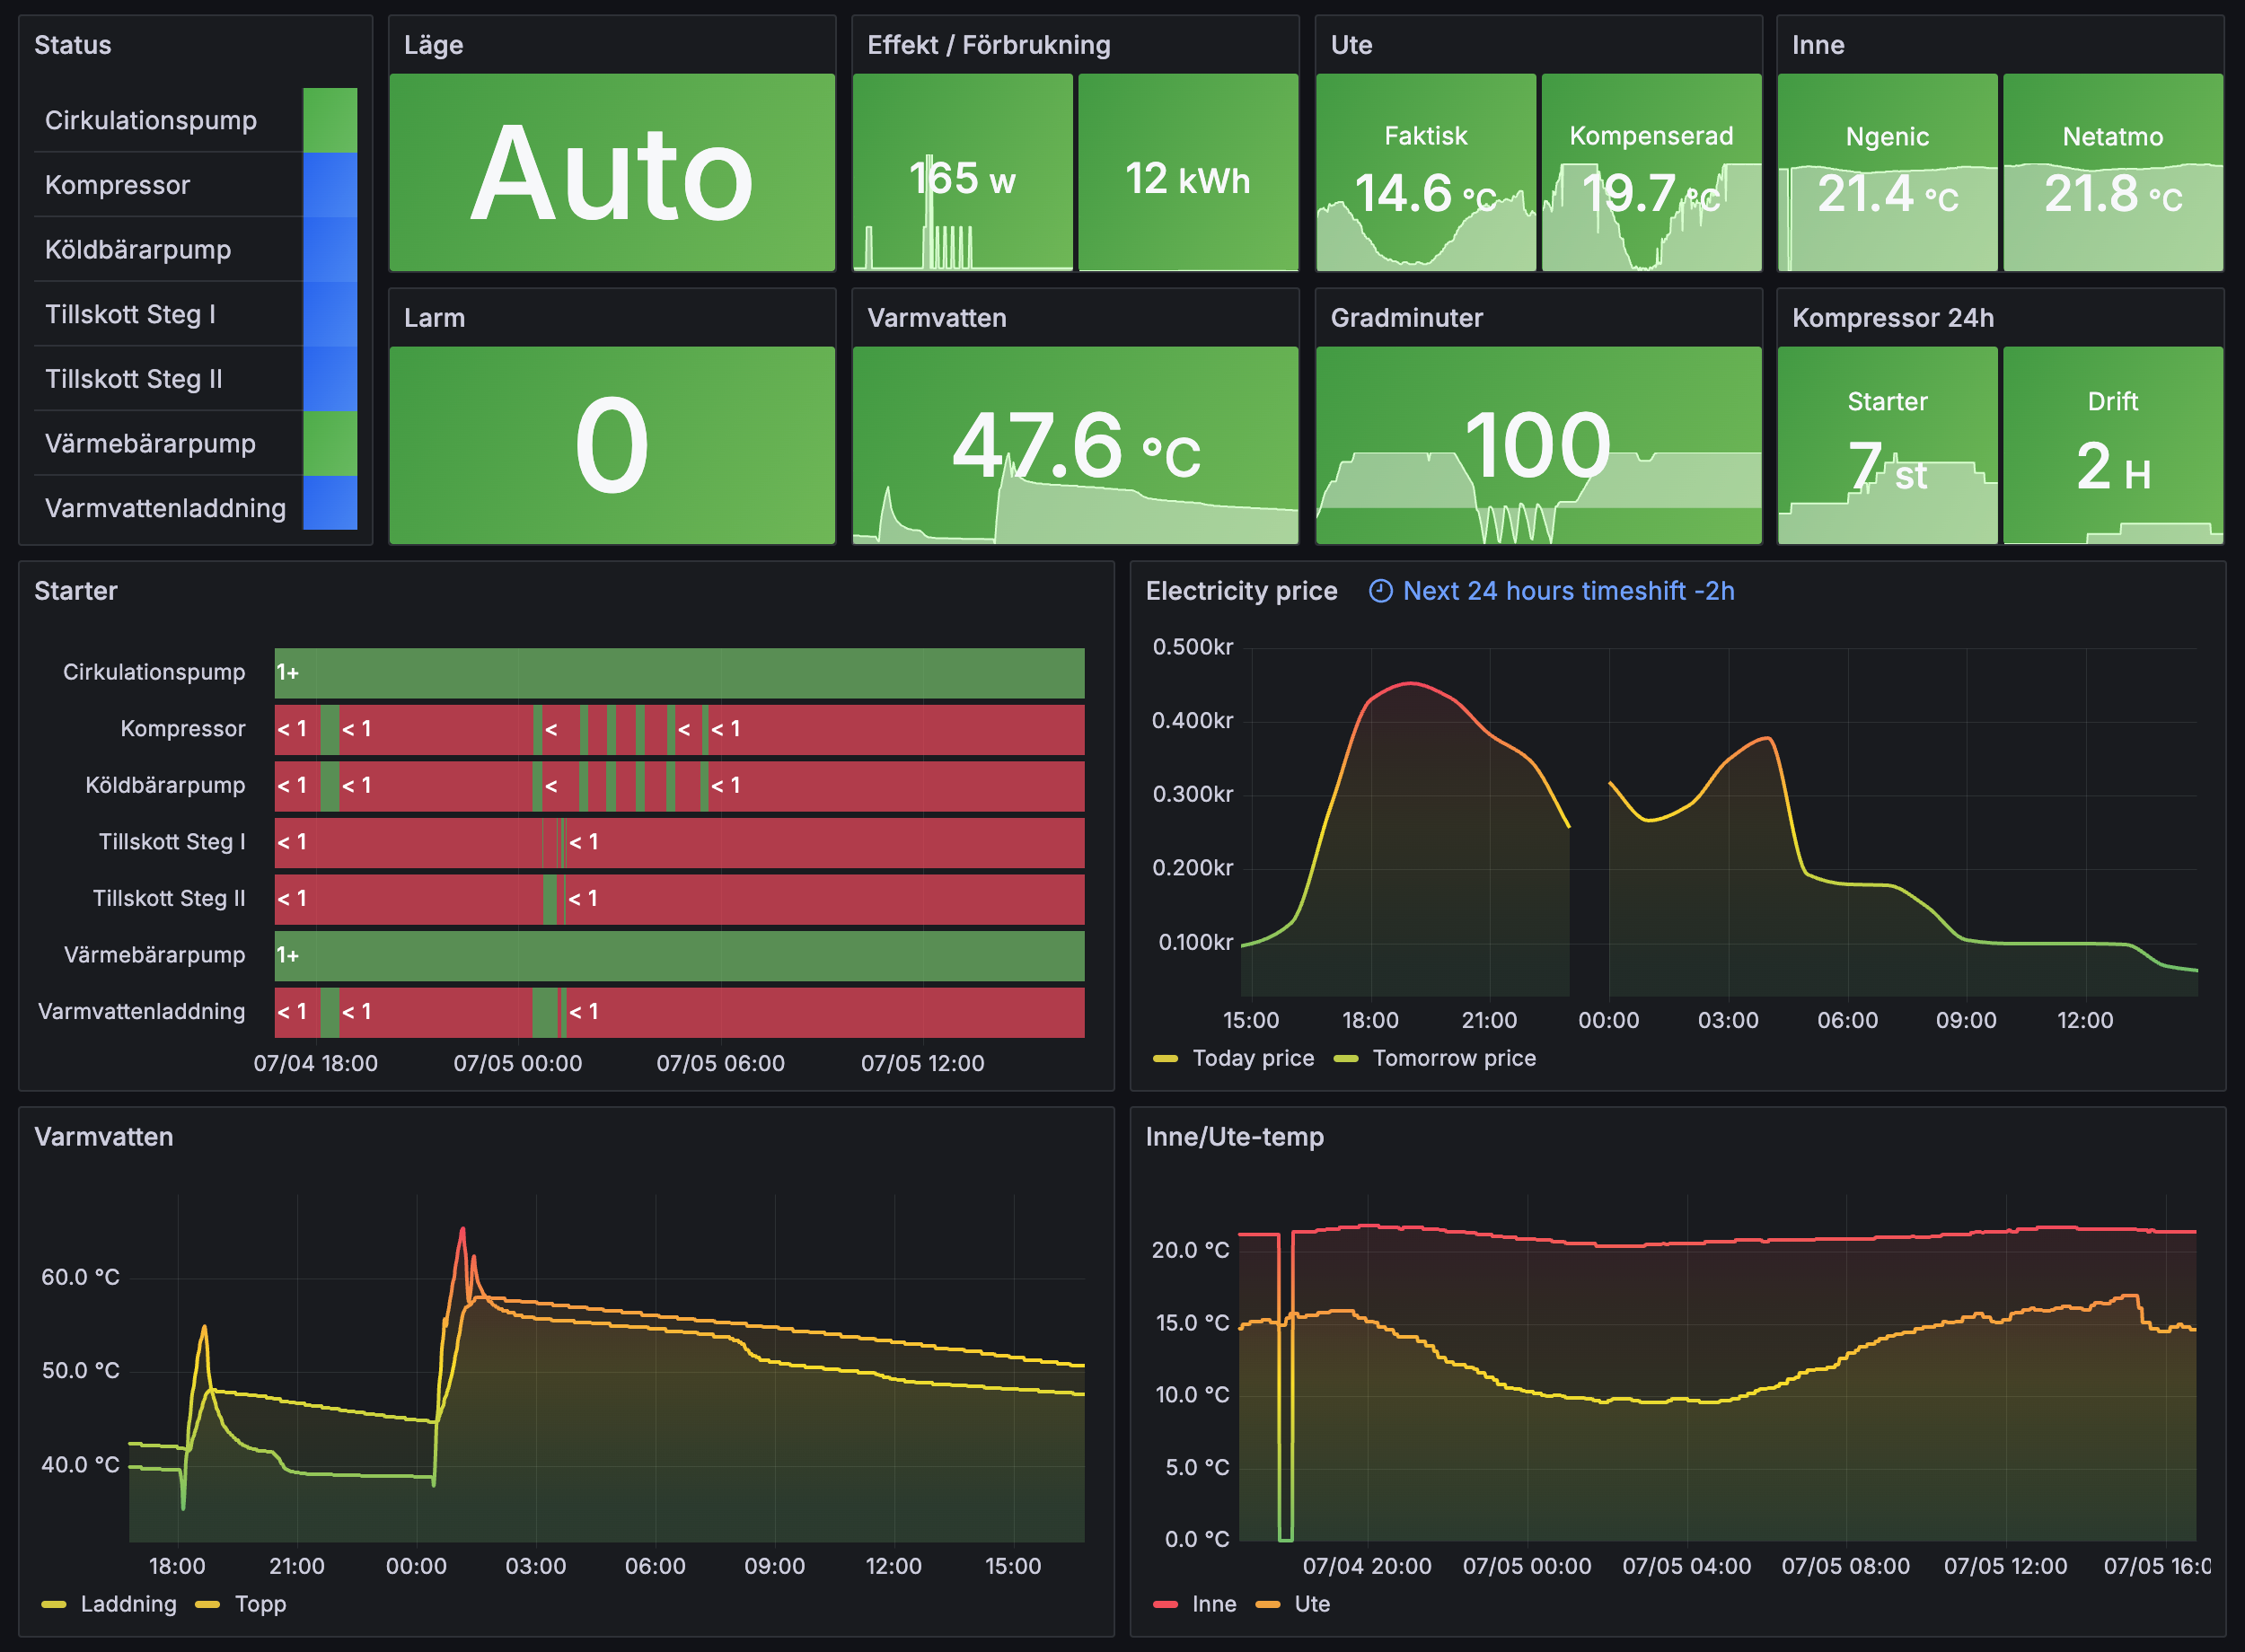 Status
Cirkulationspump
Kompressor
Köldbärarpump
Tillskott Steg I
Tillskott Steg II
Värmebärarpump
Varmvattenladdning
Läge
Auto
Effekt / Förbrukning
165 w
12 kWh
Ute
Faktisk
14.6 °C
Kompenserad
19.7 °C
Inne
Ngenic
21.4 °C
Netatmo
21.8 °C
Larm
0
Varmvatten
47.6 °C
Gradminuter
100
Kompressor 24h
Starter
7 st
Drift
2 H
Starter
Cirkulationspump 1+
Kompressor < 1 < 1 < < < 1
Köldbärarpump < 1 < 1 < < 1
Tillskott Steg I < 1 < 1
Tillskott Steg II < 1 < 1
Värmebärarpump 1+
Varmvattenladdning < 1 < 1 < 1
07/04 18:00 07/05 00:00 07/05 06:00 07/05 12:00
Electricity price Next 24 hours timeshift -2h
0.500kr
0.400kr
0.300kr
0.200kr
0.100kr
15:00 18:00 21:00 00:00 03:00 06:00 09:00 12:00
Today price Tomorrow price
Varmvatten
60.0 °C
50.0 °C
40.0 °C
18:00 21:00 00:00 03:00 06:00 09:00 12:00 15:00
Laddning Topp
Inne/Ute-temp
20.0 °C
15.0 °C
10.0 °C
5.0 °C
0.0 °C
07/04 20:00 07/05 00:00 07/05 04:00 07/05 08:00 07/05 12:00 07/05 16:0
Inne Ute